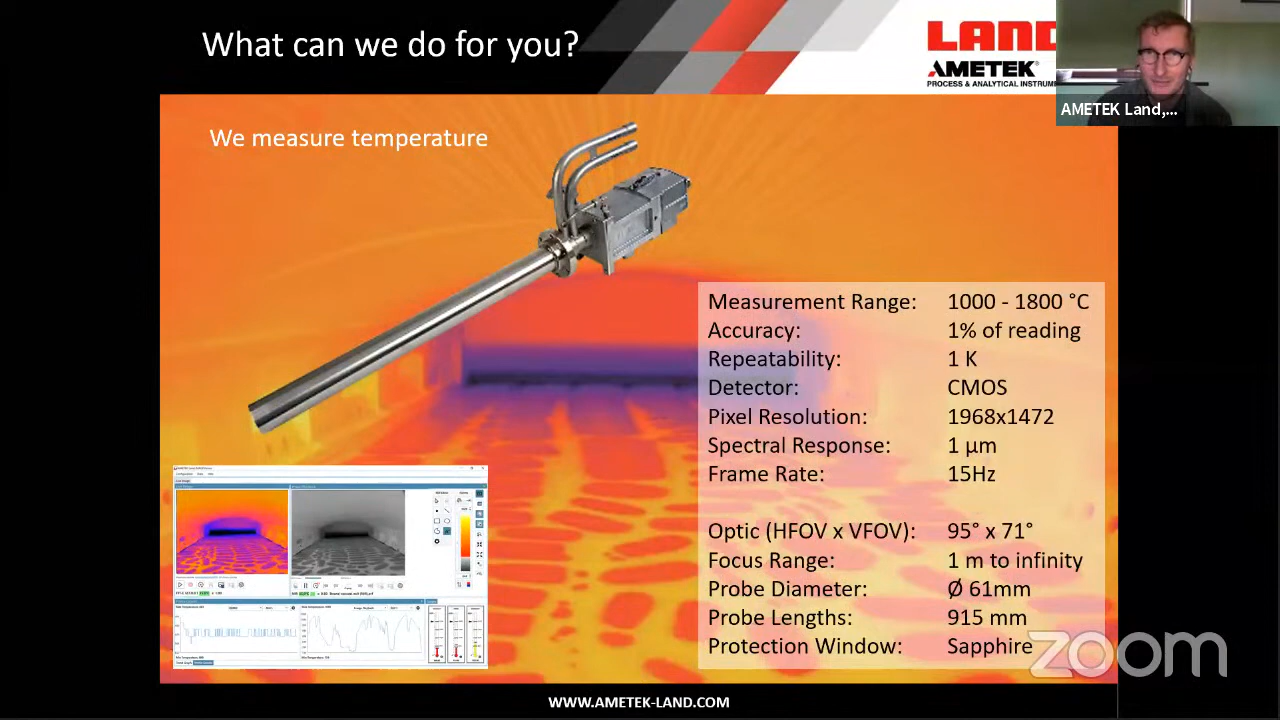 What can we do for you?
LAND
AMETEK®
PROCESS & ANALYTICAL INSTRUME
AMETEK Land,...
We measure temperature
Measurement Range: 1000 - 1800 °C
Accuracy: 1% of reading
Repeatability: 1 K
Detector: CMOS
Pixel Resolution: 1968x1472
Spectral Response: 1 µm
Frame Rate: 15Hz
Optic (HFOV x VFOV): 95° x 71°
Focus Range: 1 m to infinity
Probe Diameter: Ø 61mm
Probe Lengths: 915 mm
Protection Window: Sapphire
zoom
WWW.AMETEK-LAND.COM